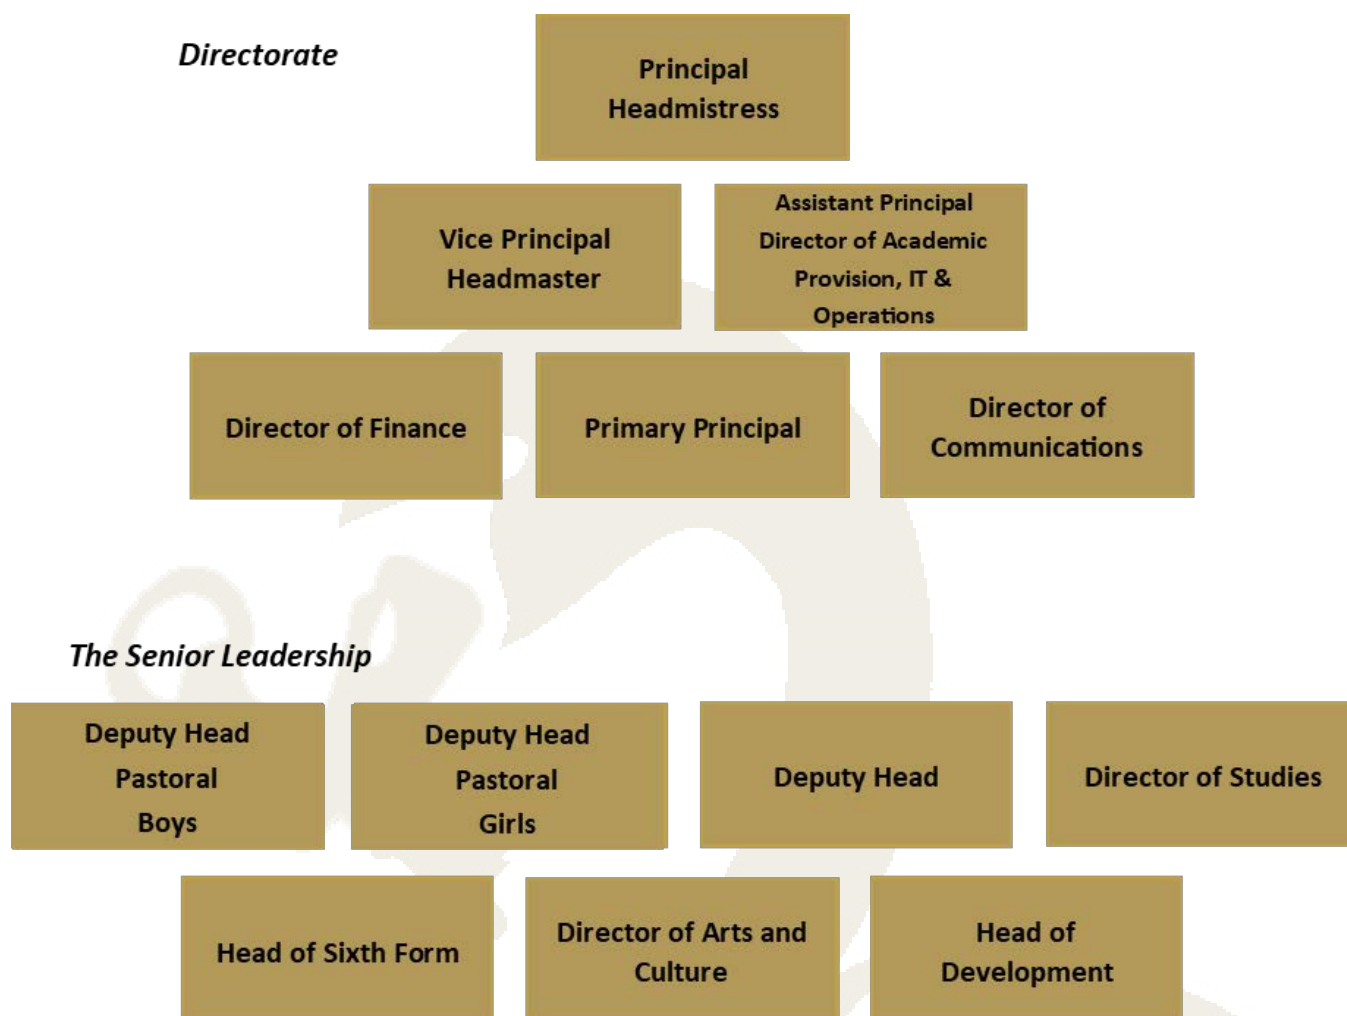 Directorate
Principal
Headmistress
Vice Principal
Headmaster
Assistant Principal
Director of Academic
Provision, IT &
Operations
Director of Finance
Primary Principal
Director of
Communications
The Senior Leadership
Deputy Head
Pastoral
Boys
Deputy Head
Pastoral
Girls
Deputy Head
Director of Studies
Head of Sixth Form
Director of Arts and
Culture
Head of
Development